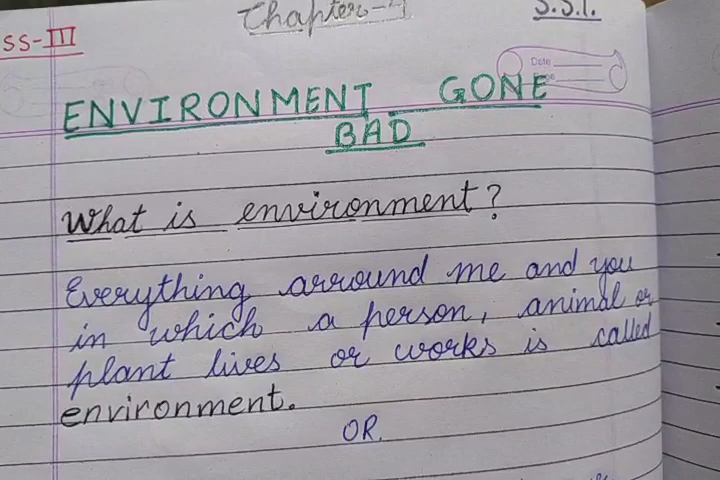 Chapter-4 S.St.
SS-III
Date
ENVIRONMENT GONE
BAD
What is environment?
Everything arround me and you
in which a person, animal or
plant lives or works is called
environment.
OR.